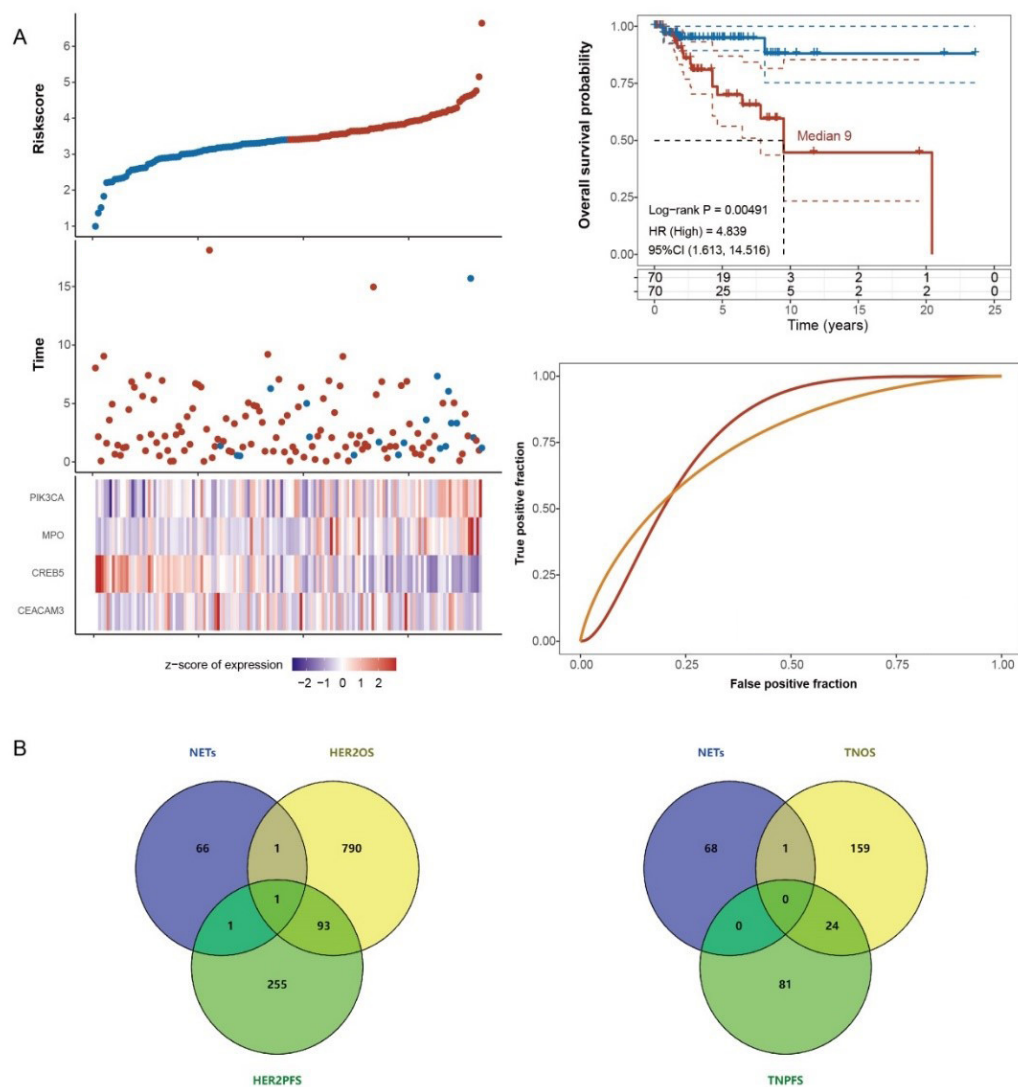 A
Riskscore
6
5
4
3
2
1
Time
15
10
5
0
PIK3CA
MPO
CREB5
CEACAM3
z−score of expression
−2 −1 0 1 2
Overall survival probability
1.00
0.75
0.50
0.25
0.00
Median 9
Log−rank P = 0.00491
HR (High) = 4.839
95%CI (1.613, 14.516)
70 19 3 2 1 0
70 25 5 2 2 0
0 5 10 15 20 25
Time (years)
True positive fraction
1.00
0.75
0.50
0.25
0.00
0.00 0.25 0.50 0.75 1.00
False positive fraction
B
NETs HER2OS
66 1 790
1
1 93
255
HER2PFS
NETs TNOS
68 1 159
0
0 24
81
TNPFS